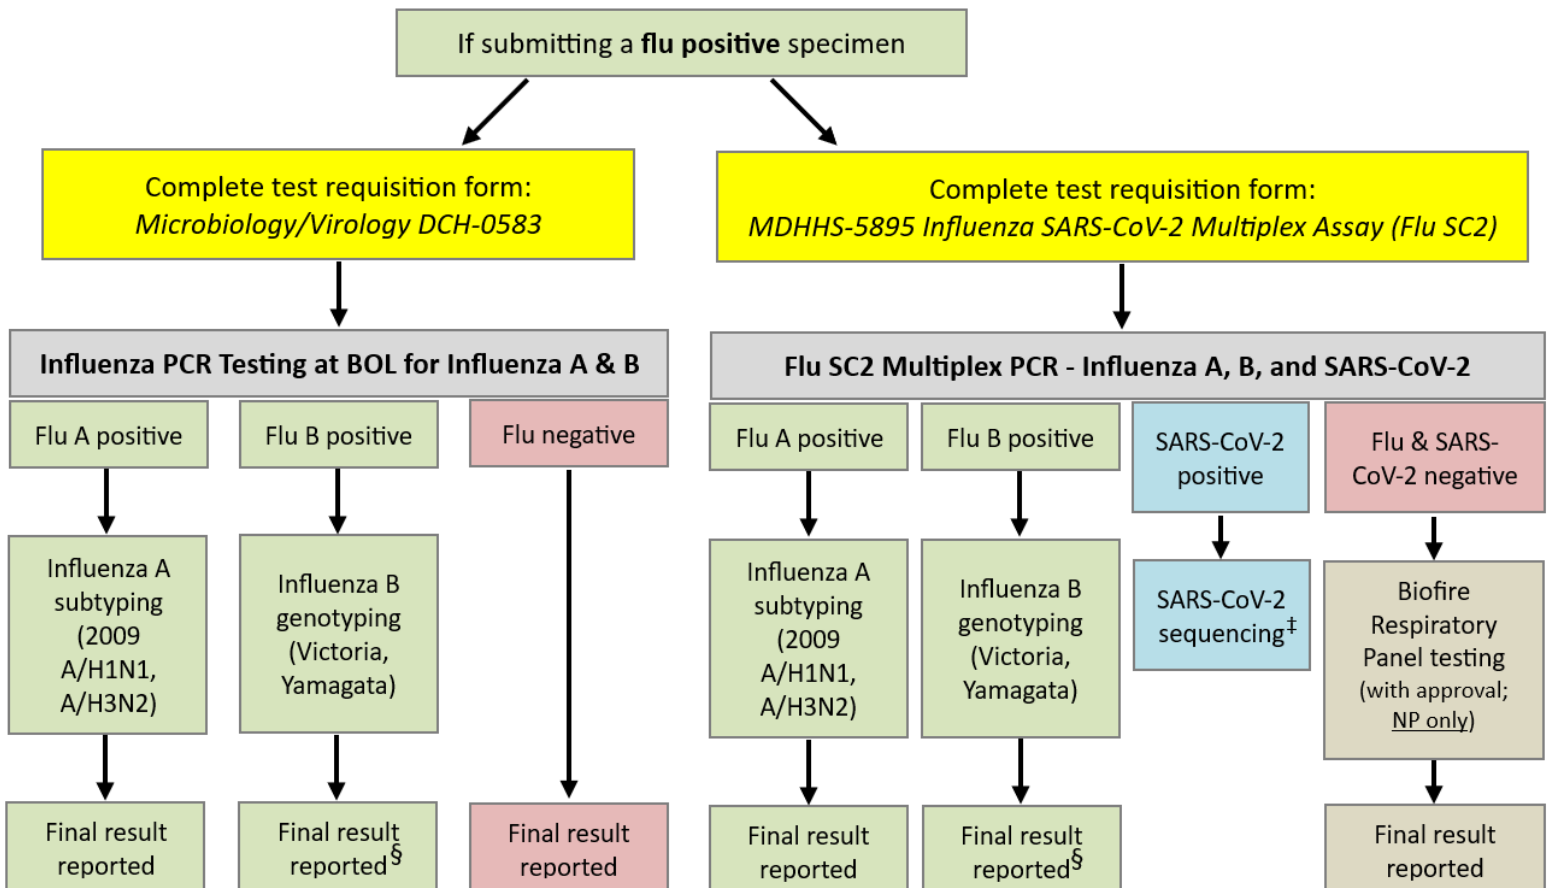 If submitting a flu positive specimen
Complete test requisition form:
Microbiology/Virology DCH-0583
Complete test requisition form:
MDHHS-5895 Influenza SARS-CoV-2 Multiplex Assay (Flu SC2)
Influenza PCR Testing at BOL for Influenza A & B
Flu A positive
Flu B positive
Flu negative
Influenza A
subtyping
(2009
A/H1N1,
A/H3N2)
Influenza B
genotyping
(Victoria,
Yamagata)
Final result
reported
Final result
reported§
Final result
reported
Flu SC2 Multiplex PCR - Influenza A, B, and SARS-CoV-2
Flu A positive
Flu B positive
SARS-CoV-2
positive
Flu & SARS-
CoV-2 negative
Influenza A
subtyping
(2009
A/H1N1,
A/H3N2)
Influenza B
genotyping
(Victoria,
Yamagata)
SARS-CoV-2
sequencing‡
Biofire
Respiratory
Panel testing
(with approval;
NP only)
Final result
reported
Final result
reported§
Final result
reported